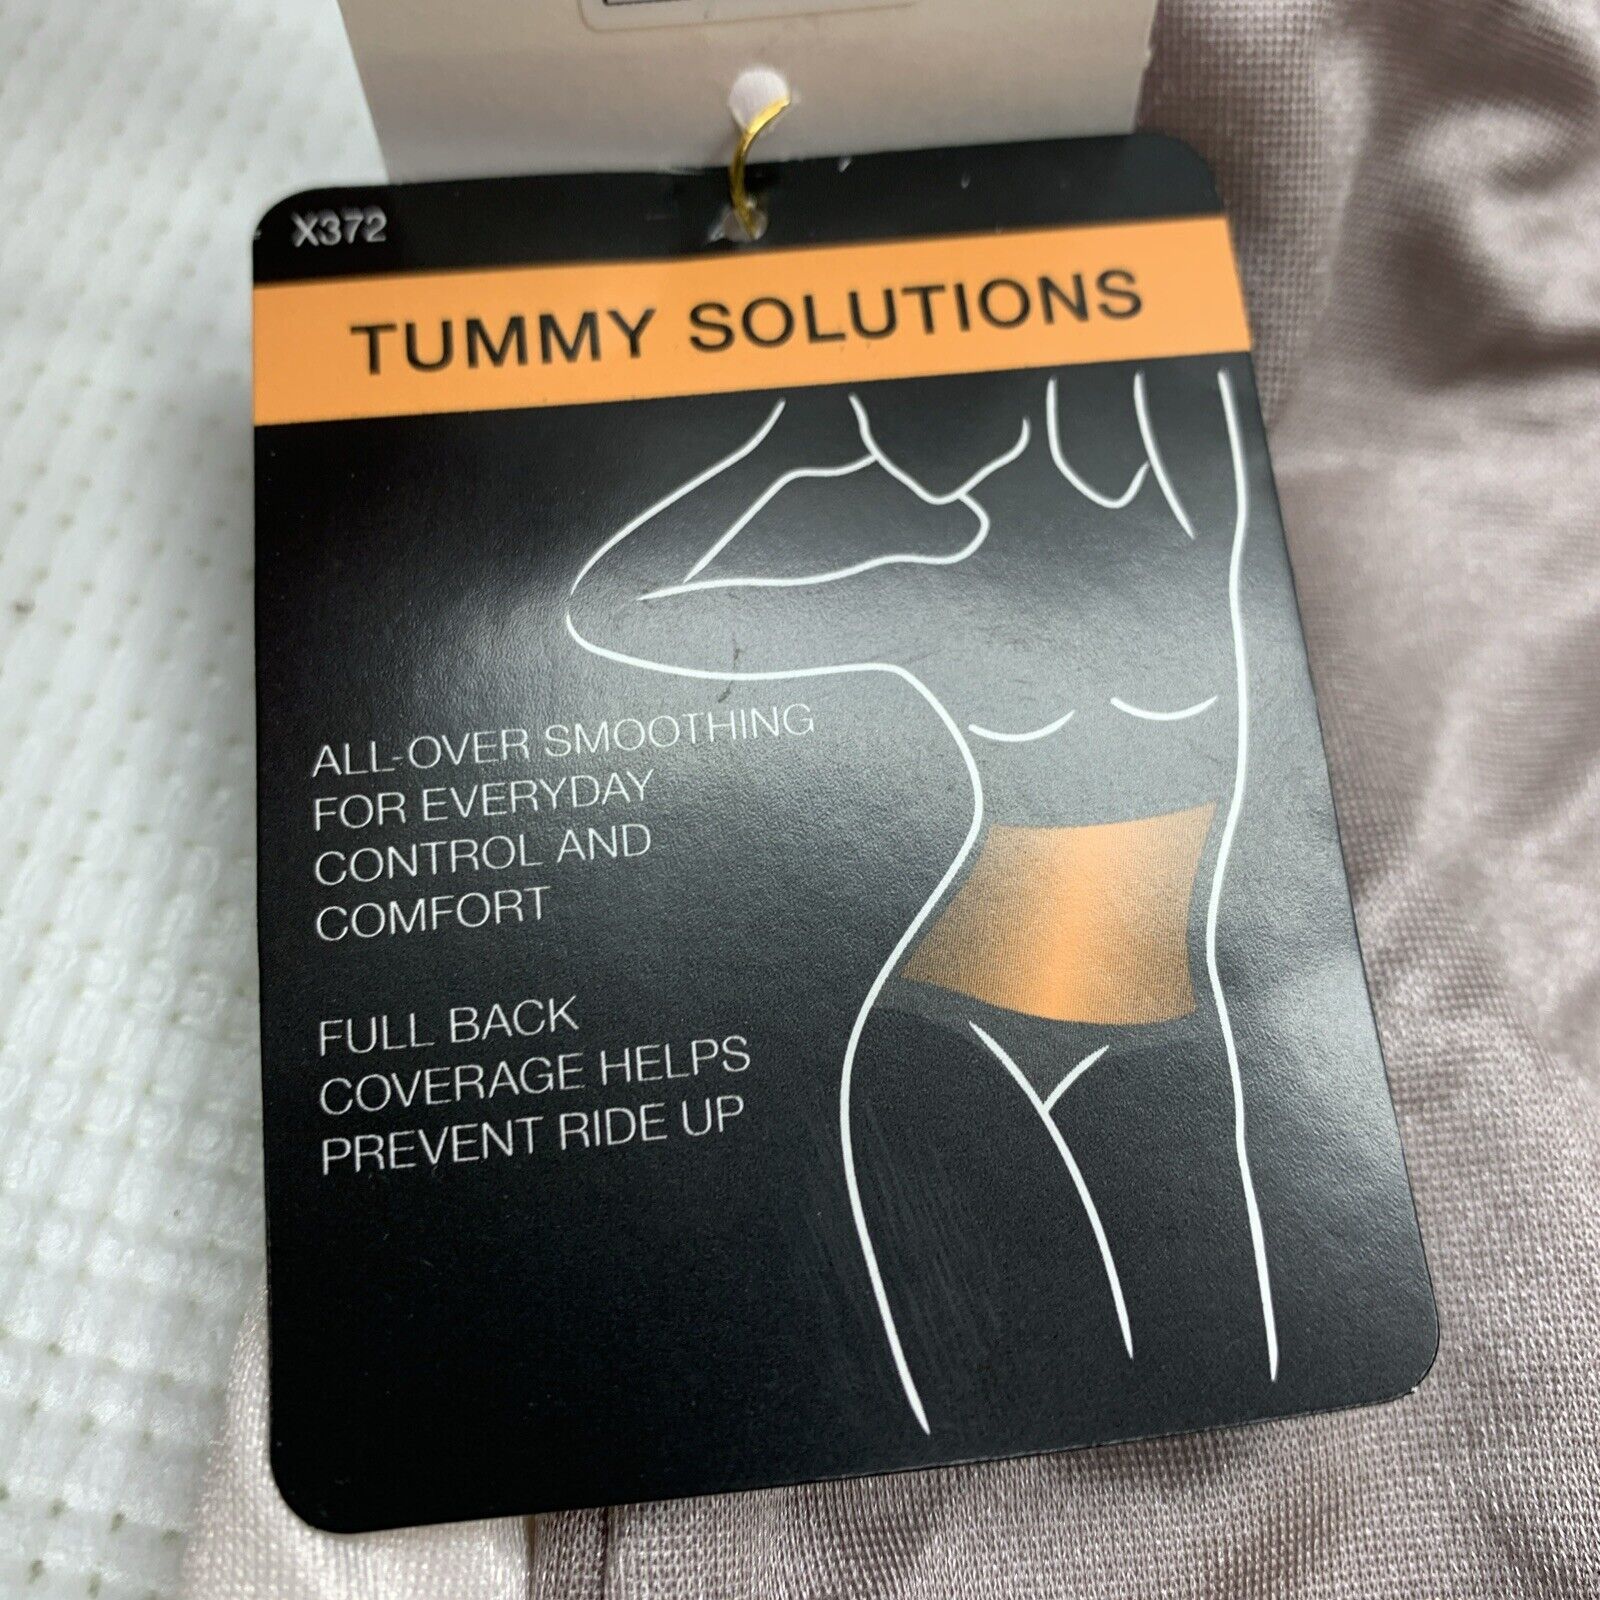 X372
TUMMY SOLUTIONS
ALL-OVER SMOOTHING
FOR EVERYDAY
CONTROL AND
COMFORT
FULL BACK
COVERAGE HELPS
PREVENT RIDE UP